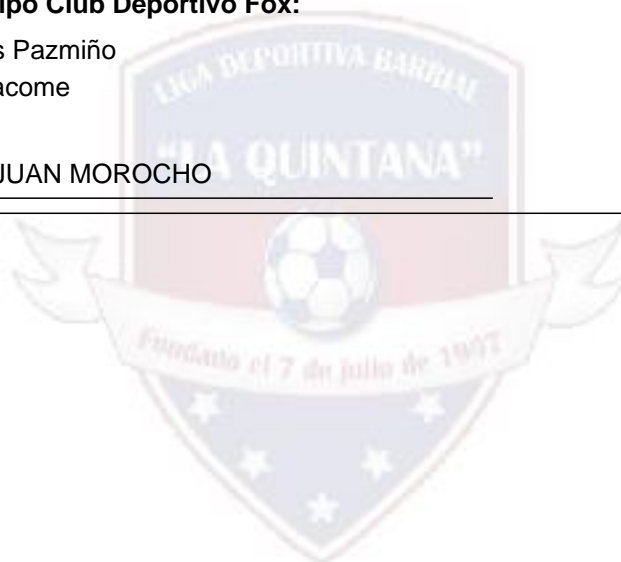 po Club Deportivo Fox:
s Pazmiño
acome
LIGA DEPORTIVA BARRIAL
"LA QUINTANA"
JUAN MOROCHO
Fundado el 7 de julio de 1997